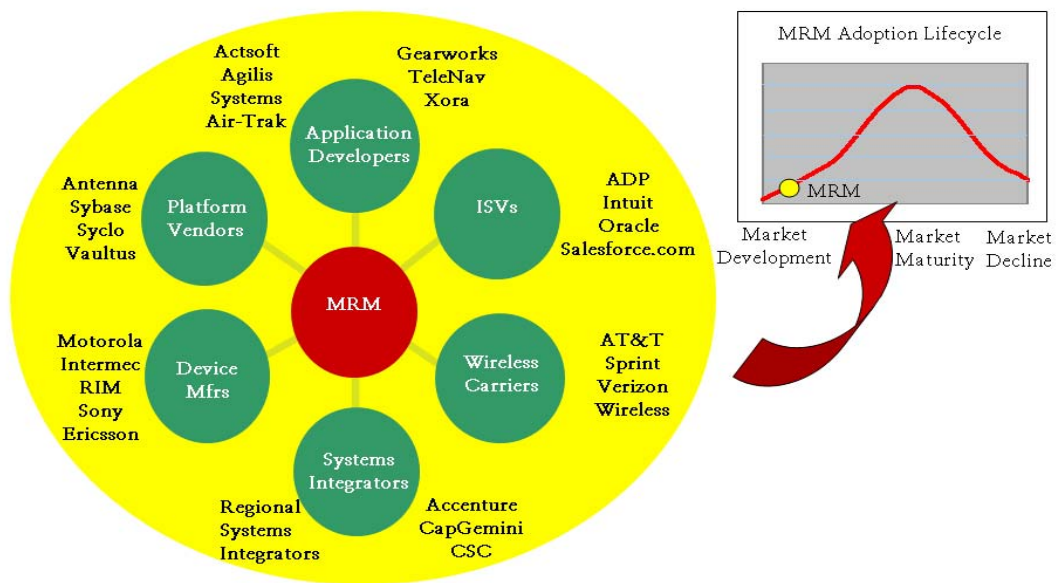 Actsoft
Agilis
Systems
Air-Trak
Gearworks
TeleNav
Xora
Application
Developers
Antenna
Sybase
Syclo
Vaultus
Platform
Vendors
ISVs
ADP
Intuit
Oracle
Salesforce.com
MRM
Motorola
Intermec
RIM
Sony
Ericsson
Device
Mfrs
Wireless
Carriers
AT&T
Sprint
Verizon
Wireless
Systems
Integrators
Regional
Systems
Integrators
Accenture
CapGemini
CSC
MRM Adoption Lifecycle
MRM
Market
Development
Market
Maturity
Market
Decline